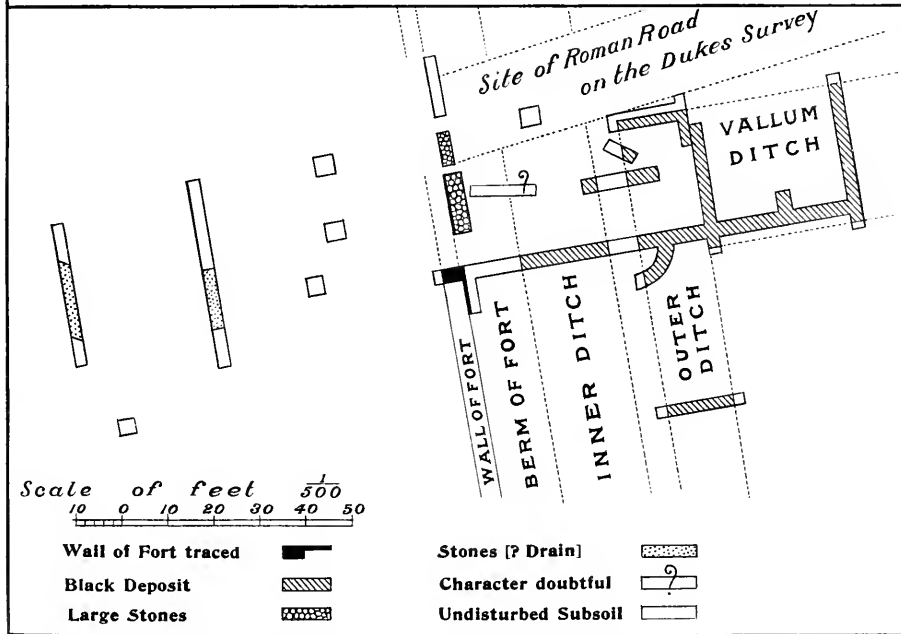 Site of Roman Road
on the Dukes Survey
VALLUM
DITCH
?
WALL OF FORT
BERM OF FORT
INNER DITCH
OUTER
DITCH
Scale of feet 1/500
10 0 10 20 30 40 50
Wall of Fort traced
Black Deposit
Large Stones
Stones [? Drain]
Character doubtful ?
Undisturbed Subsoil